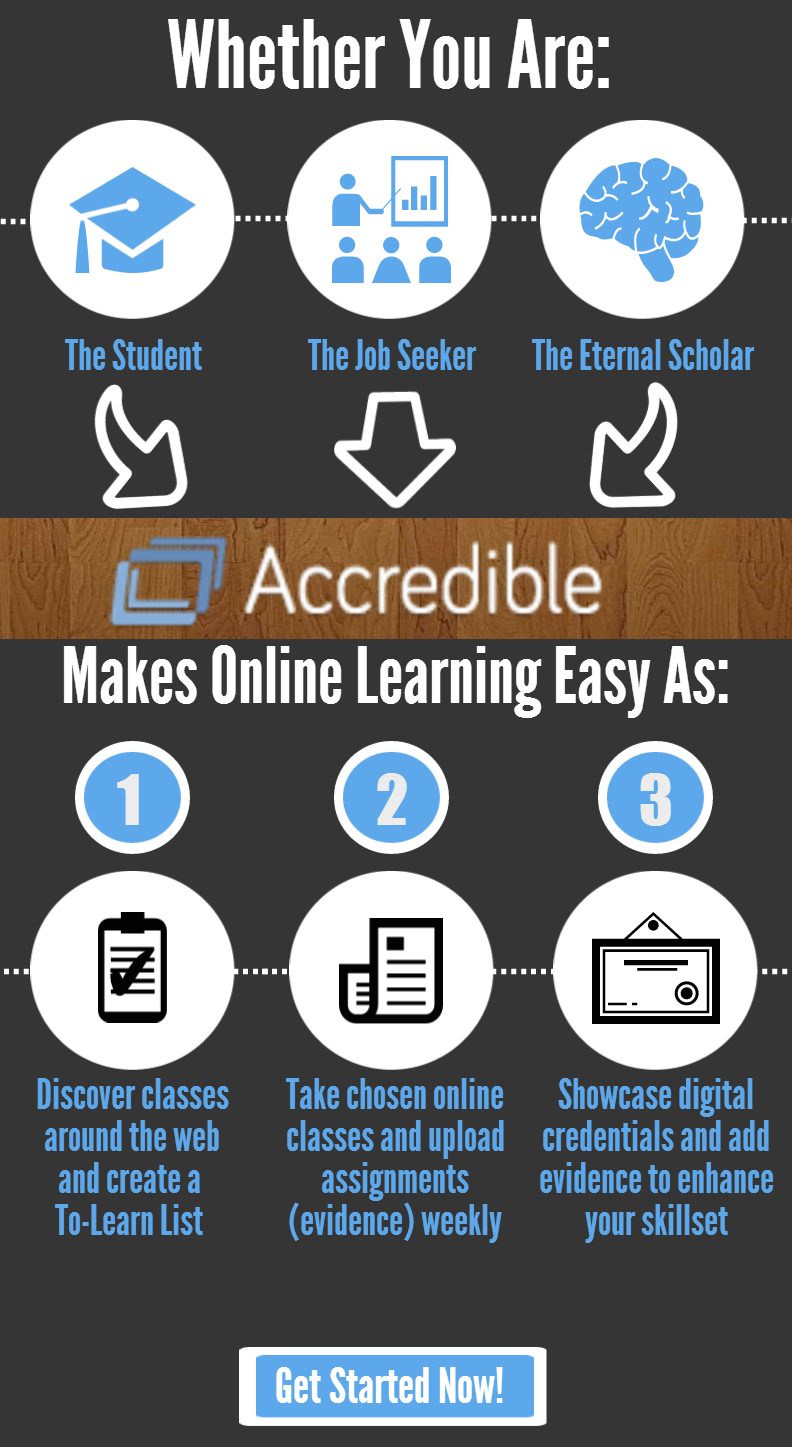 Whether You Are:
The Student
The Job Seeker
The Eternal Scholar
Accredible
Makes Online Learning Easy As:
1
2
3
Discover classes
around the web
and create a
To-Learn List
Take chosen online
classes and upload
assignments
(evidence) weekly
Showcase digital
credentials and add
evidence to enhance
your skillset
Get Started Now!